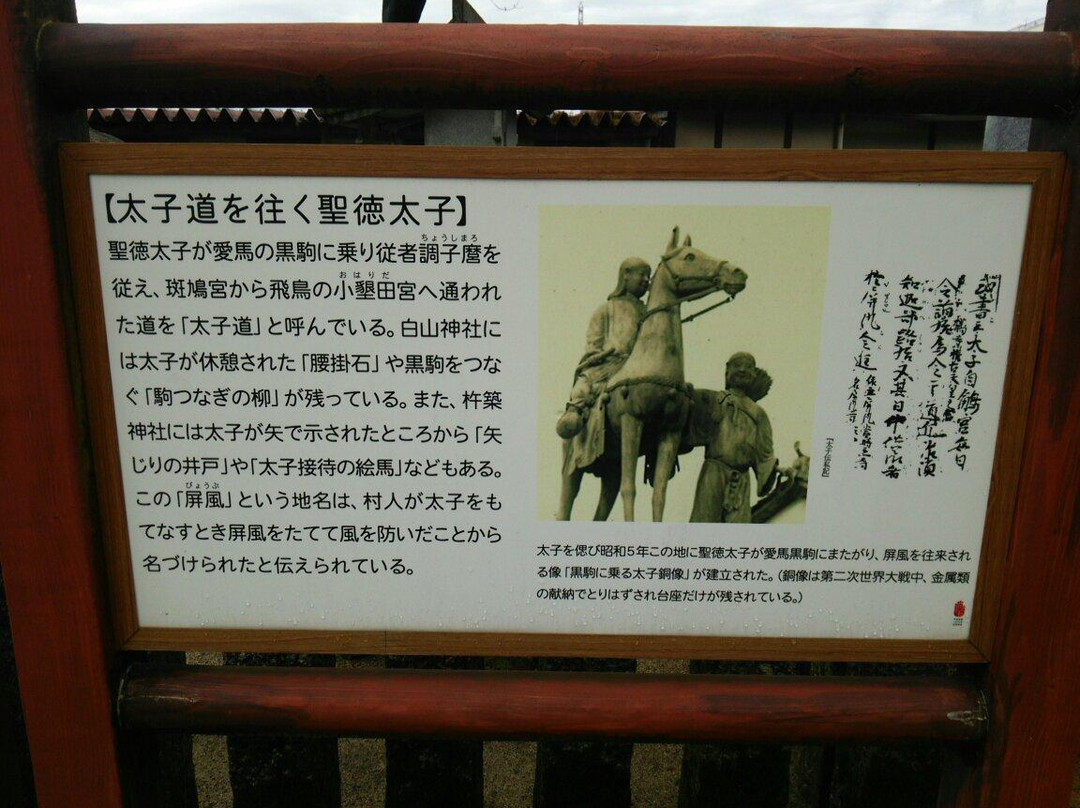 【太子道を往く聖徳太子】
聖徳太子が愛馬の黒駒に乗り従者調子麿を
ちょうしまろ
従え、斑鳩宮から飛鳥の小墾田宮へ通われ
おはりだ
た道を「太子道」と呼んでいる。白山神社に
は太子が休憩された「腰掛石」や黒駒をつな
ぐ「駒つなぎの柳」が残っている。また、杵築
神社には太子が矢で示されたところから「矢
じりの井戸」や「太子接待の絵馬」などもある。
この「屏風」という地名は、村人が太子をも
びょうぶ
てなすとき屏風をたてて風を防いだことから
名づけられたと伝えられている。
太子を偲び昭和5年この地に聖徳太子が愛馬黒駒にまたがり、屏風を往来され
る像「黒駒に乗る太子銅像」が建立された。(銅像は第二次世界大戦中、金属類
の献納でとりはずされ台座だけが残されている。)